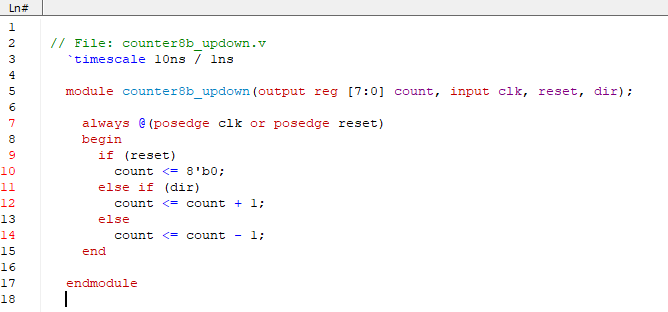 Ln#
1
2 // File: counter8b_updown.v
3 `timescale 10ns / 1ns
4
5 module counter8b_updown(output reg [7:0] count, input clk, reset, dir);
6
7 always @(posedge clk or posedge reset)
8 begin
9 if (reset)
10 count <= 8'b0;
11 else if (dir)
12 count <= count + 1;
13 else
14 count <= count - 1;
15 end
16
17 endmodule
18